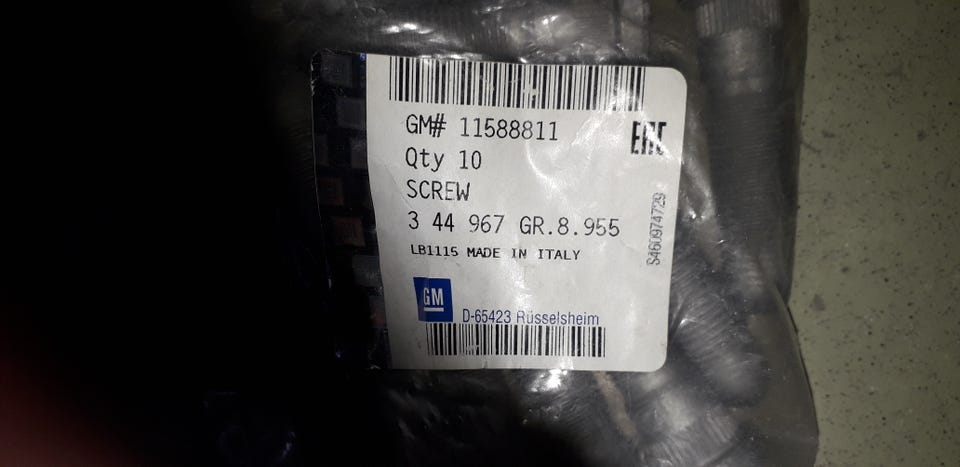 GM# 11588811
EAC
Qty 10
SCREW
3 44 967 GR.8.955
LB1115 MADE IN ITALY
S460974729
GM
D-65423 Rüsselsheim